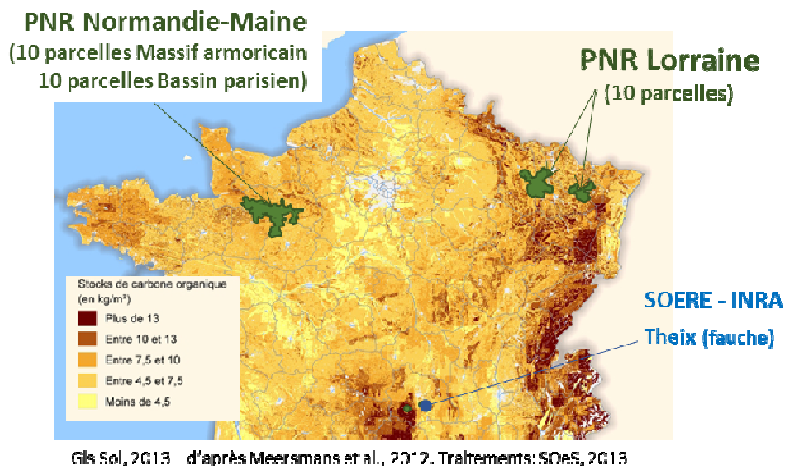 PNR Normandie-Maine
(10 parcelles Massif armoricain
10 parcelles Bassin parisien)
PNR Lorraine
(10 parcelles)
Stocks de carbone organique
(en kg/m²)
Plus de 13
Entre 10 et 13
Entre 7,5 et 10
Entre 4,5 et 7,5
Moins de 4,5
SOERE - INRA
Theix (fauche)
Gis Sol, 2013 d'après Meersmans et al., 2012. Traitements: SOeS, 2013